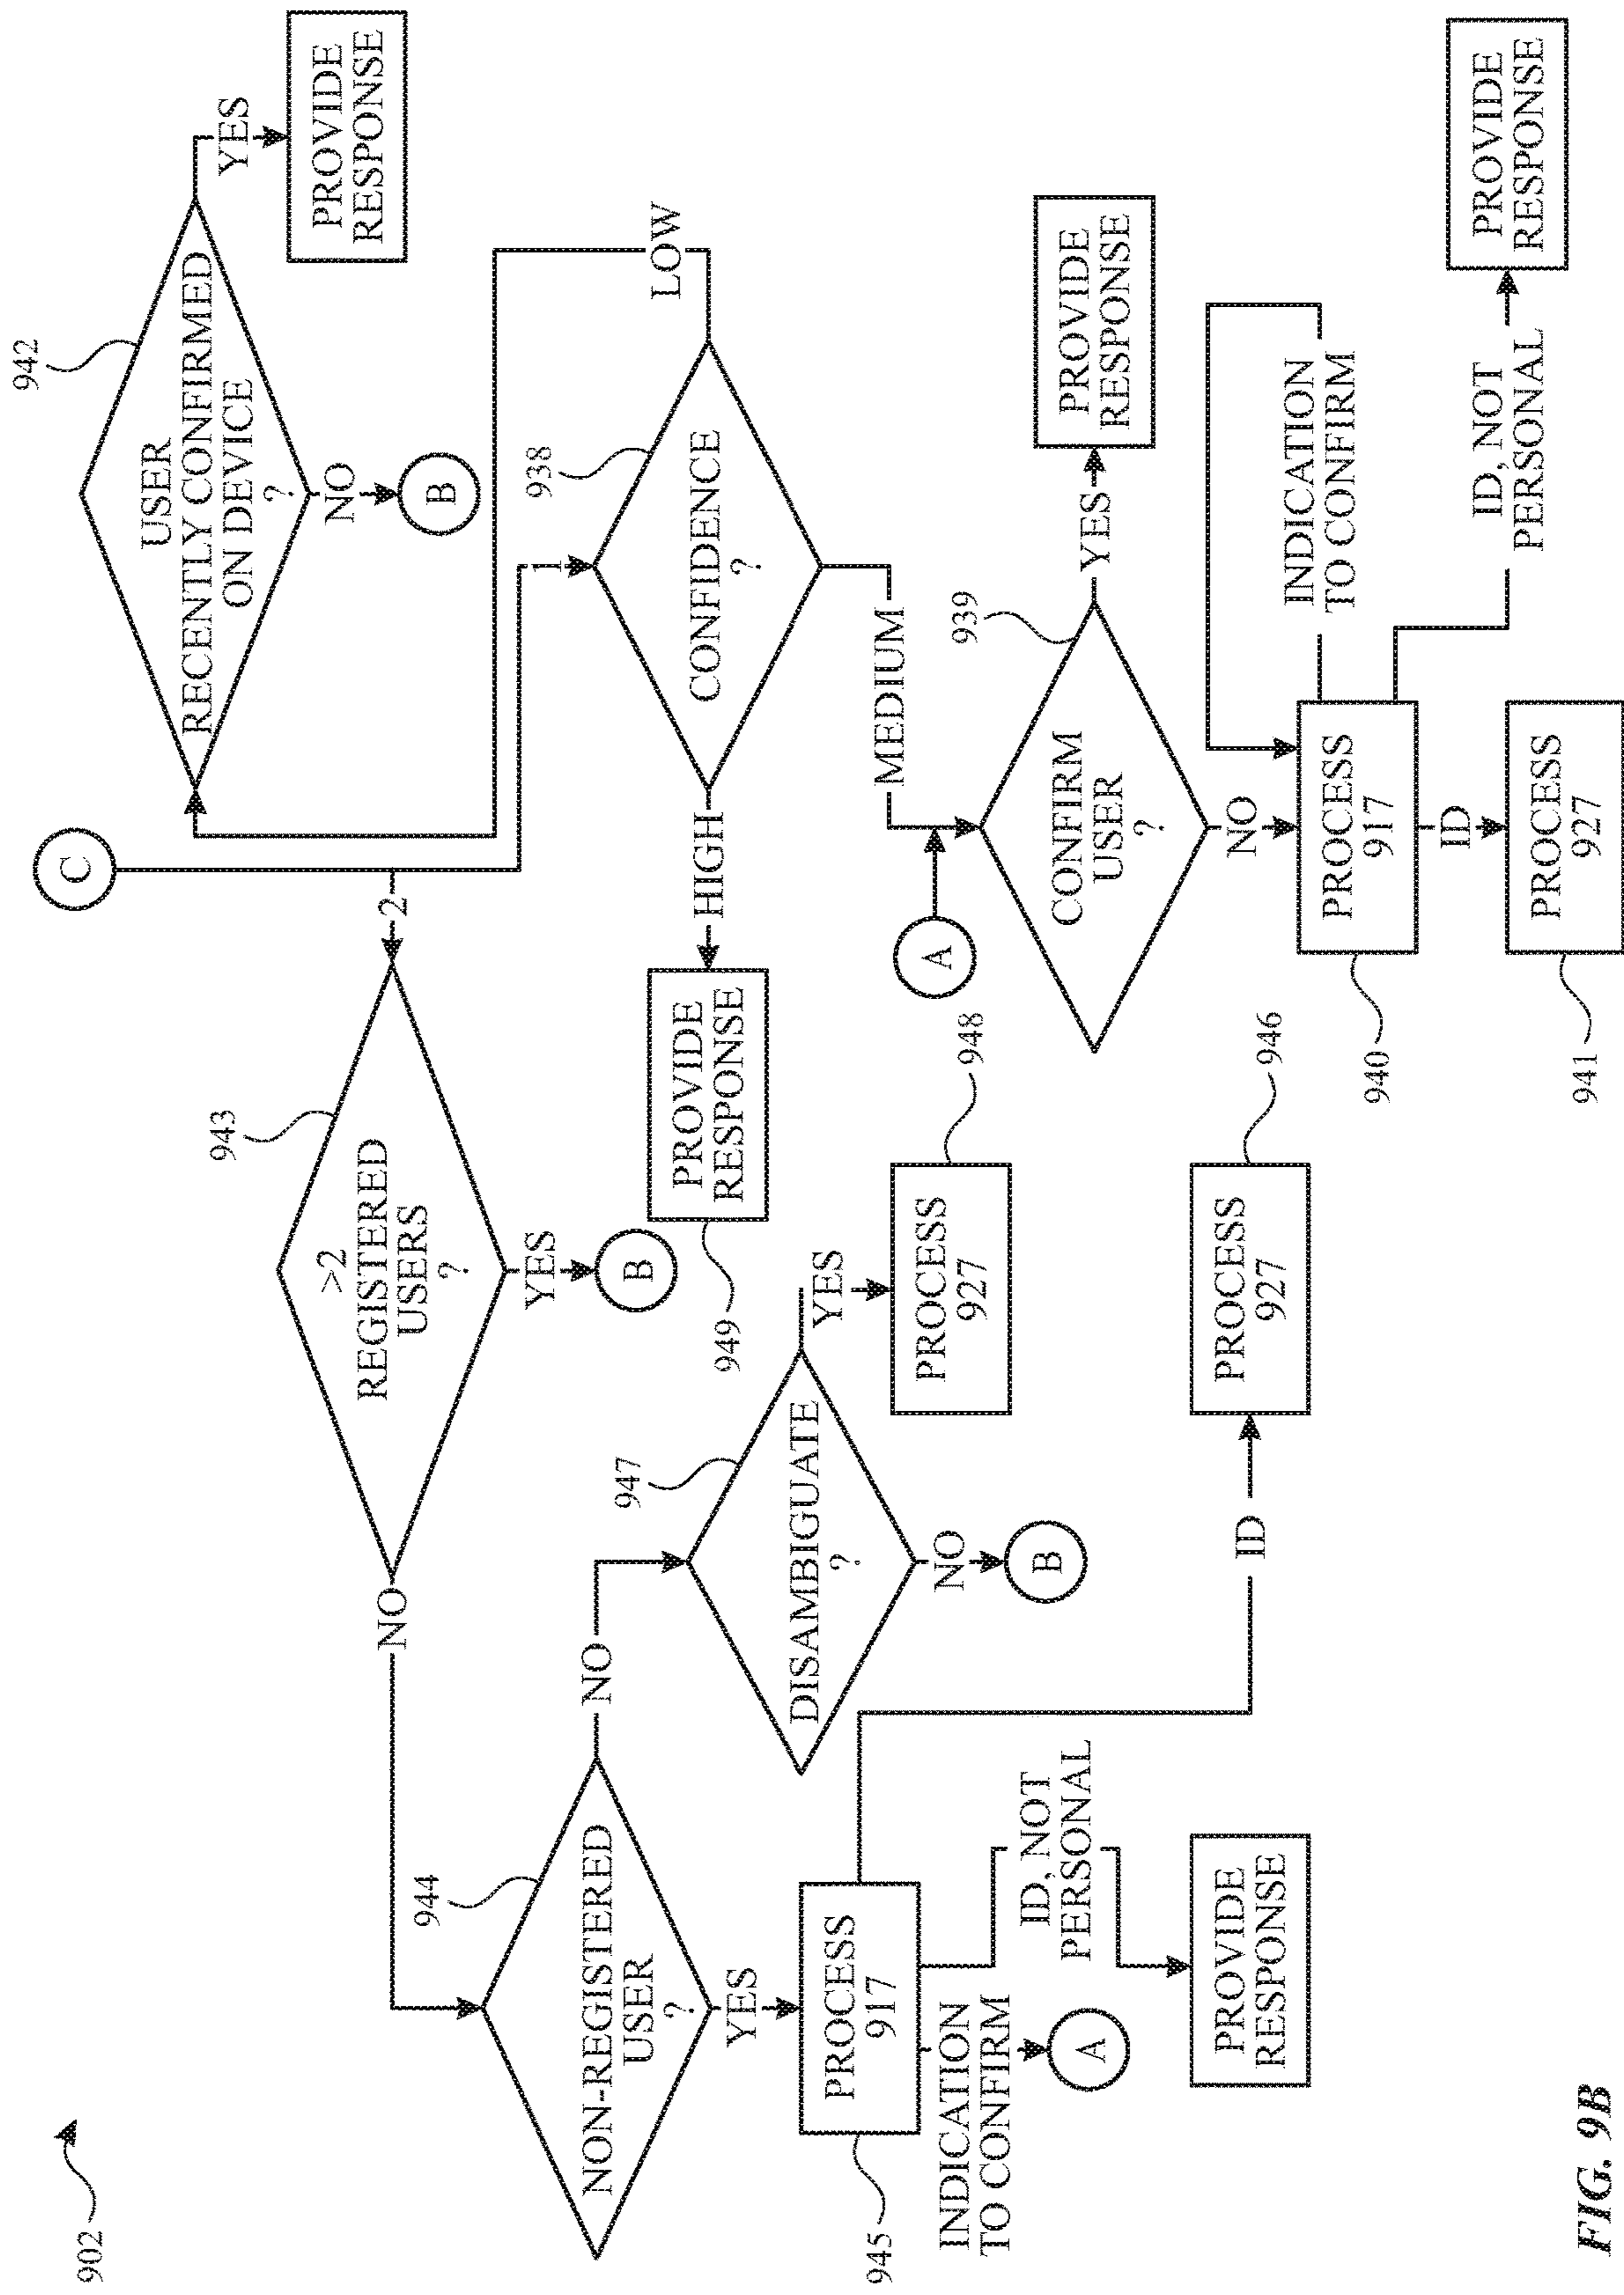 902
C
2
1
943
>2
REGISTERED
USERS
?
NO
YES
B
942
USER
RECENTLY CONFIRMED
ON DEVICE
?
YES
PROVIDE
RESPONSE
NO
B
944
NON-REGISTERED
USER
?
NO
YES
947
DISAMBIGUATE
?
YES
NO
B
PROCESS
927
948
938
CONFIDENCE
?
HIGH
LOW
MEDIUM
PROVIDE
RESPONSE
949
A
939
CONFIRM
USER
?
YES
PROVIDE
RESPONSE
NO
945
PROCESS
917
INDICATION
TO CONFIRM
A
ID, NOT
PERSONAL
PROVIDE
RESPONSE
ID
PROCESS
927
946
940
PROCESS
917
INDICATION
TO CONFIRM
ID, NOT
PERSONAL
PROVIDE
RESPONSE
ID
941
PROCESS
927
FIG. 9B